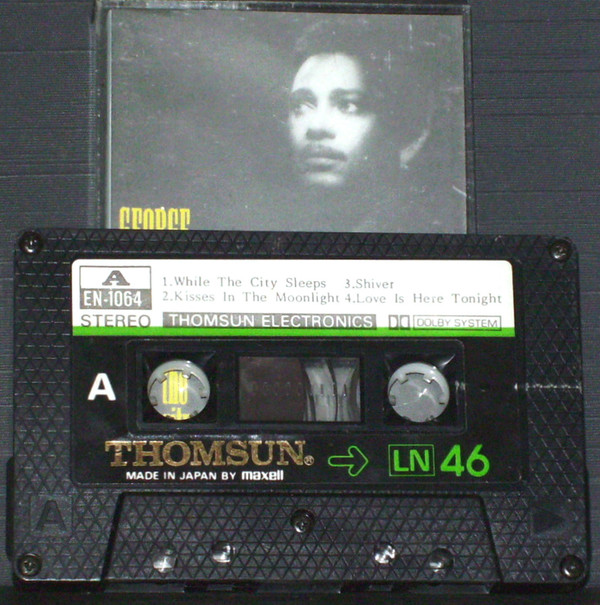 GEORGE
A
EN-1064
1.While The City Sleeps 3.Shiver
2.Kisses In The Moonlight 4.Love Is Here Tonight
STEREO THOMSUN ELECTRONICS DOLBY SYSTEM
A
the
THOMSUN® LN 46
MADE IN JAPAN BY maxell
A